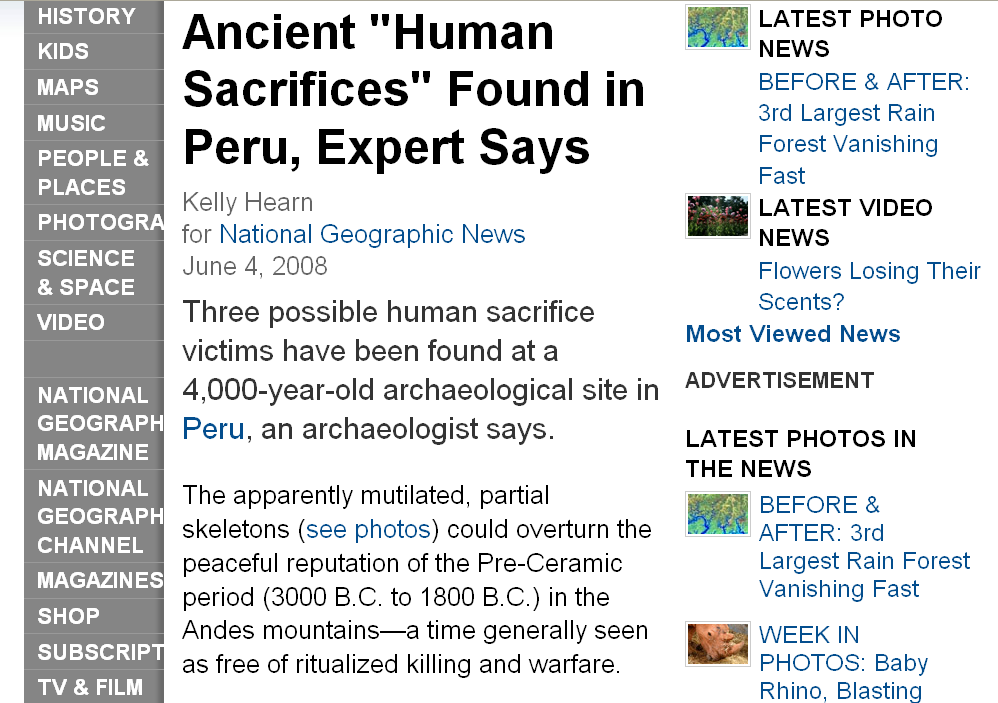 HISTORY
KIDS
MAPS
MUSIC
PEOPLE &
PLACES
PHOTOGRA
SCIENCE
& SPACE
VIDEO
NATIONAL
GEOGRAPH
MAGAZINE
NATIONAL
GEOGRAPH
CHANNEL
MAGAZINES
SHOP
SUBSCRIPT
TV & FILM
Ancient "Human
Sacrifices" Found in
Peru, Expert Says
Kelly Hearn
for National Geographic News
June 4, 2008
Three possible human sacrifice
victims have been found at a
4,000-year-old archaeological site in
Peru, an archaeologist says.
The apparently mutilated, partial
skeletons (see photos) could overturn the
peaceful reputation of the Pre-Ceramic
period (3000 B.C. to 1800 B.C.) in the
Andes mountains—a time generally seen
as free of ritualized killing and warfare.
LATEST PHOTO
NEWS
BEFORE & AFTER:
3rd Largest Rain
Forest Vanishing
Fast
LATEST VIDEO
NEWS
Flowers Losing Their
Scents?
Most Viewed News
ADVERTISEMENT
LATEST PHOTOS IN
THE NEWS
BEFORE &
AFTER: 3rd
Largest Rain Forest
Vanishing Fast
WEEK IN
PHOTOS: Baby
Rhino, Blasting